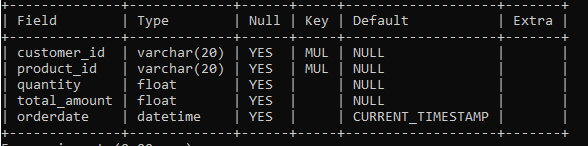 +-------------+-------------+------+-----+-------------------+-------+
| Field | Type | Null | Key | Default | Extra |
+-------------+-------------+------+-----+-------------------+-------+
| customer_id | varchar(20) | YES | MUL | NULL | |
| product_id | varchar(20) | YES | MUL | NULL | |
| quantity | float | YES | | NULL | |
| total_amount | float | YES | | NULL | |
| orderdate | datetime | YES | | CURRENT_TIMESTAMP | |
+-------------+-------------+------+-----+-------------------+-------+